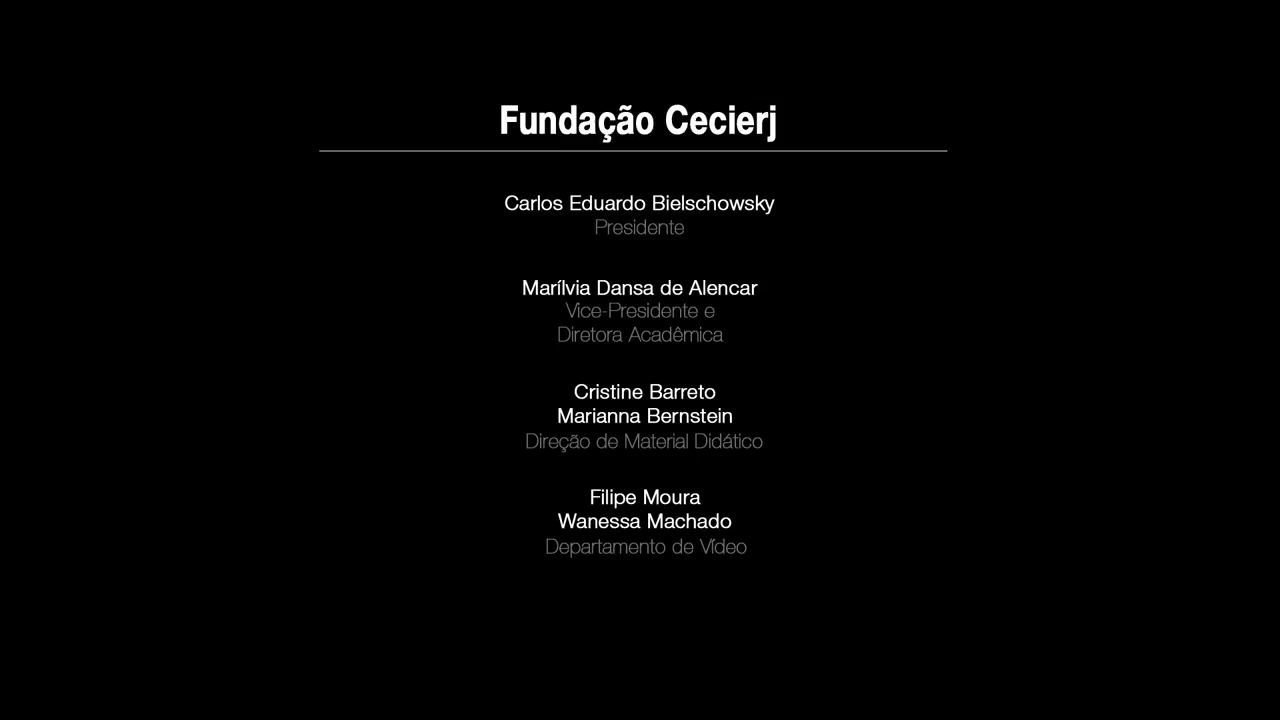 Fundação Cecierj
Carlos Eduardo Bielschowsky
Presidente
Marílvia Dansa de Alencar
Vice-Presidente e
Diretora Acadêmica
Cristine Barreto
Marianna Bernstein
Direção de Material Didático
Filipe Moura
Wanessa Machado
Departamento de Vídeo